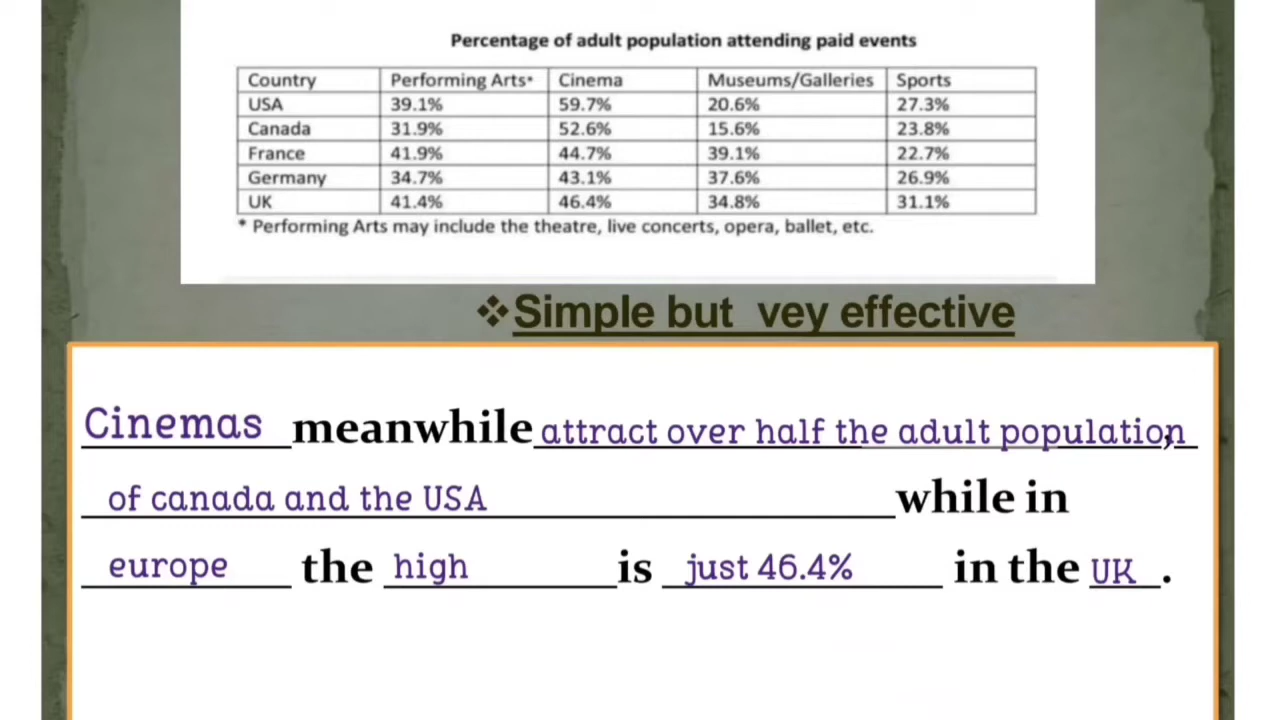 Percentage of adult population attending paid events
Country Performing Arts* Cinema Museums/Galleries Sports
USA 39.1% 59.7% 20.6% 27.3%
Canada 31.9% 52.6% 15.6% 23.8%
France 41.9% 44.7% 39.1% 22.7%
Germany 34.7% 43.1% 37.6% 26.9%
UK 41.4% 46.4% 34.8% 31.1%
* Performing Arts may include the theatre, live concerts, opera, ballet, etc.
❖Simple but vey effective
Cinemas meanwhile attract over half the adult population,
of canada and the USA while in
europe the high is just 46.4% in the UK.